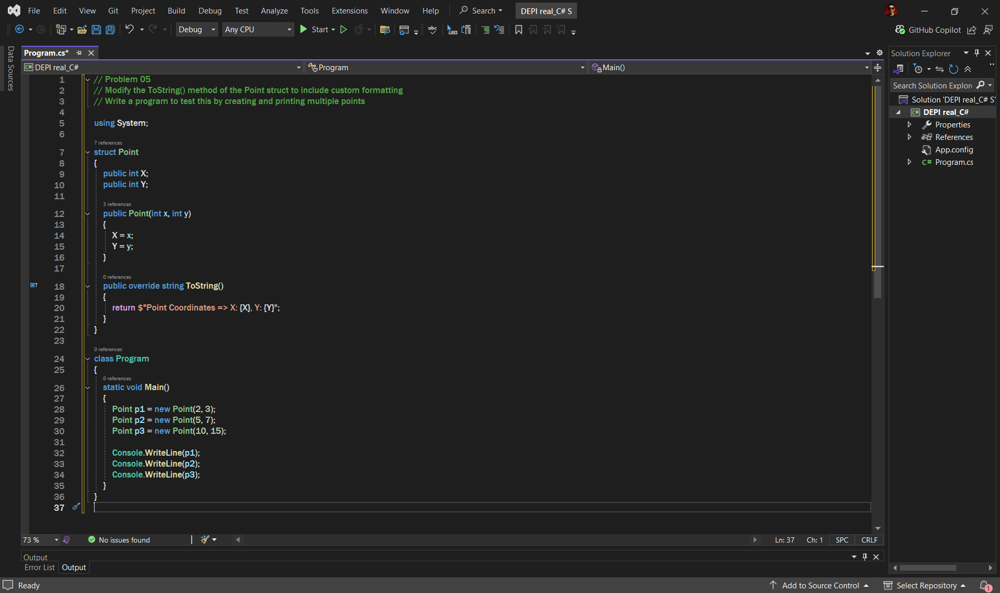 File Edit View Git Project Build Debug Test Analyze Tools Extensions Window Help Search DEPI real_C# S
Debug Any CPU Start abc GitHub Copilot
Data Sources
Program.cs*
DEPI real_C# Program Main()
1 // Problem 05
2 // Modify the ToString() method of the Point struct to include custom formatting
3 // Write a program to test this by creating and printing multiple points
4
5 using System;
6
7 references
7 struct Point
8 {
9 public int X;
10 public int Y;
11
3 references
12 public Point(int x, int y)
13 {
14 X = x;
15 Y = y;
16 }
17
0 references
18 public override string ToString()
19 {
20 return $"Point Coordinates => X: {X}, Y: {Y}";
21 }
22 }
23
0 references
24 class Program
25 {
0 references
26 static void Main()
27 {
28 Point p1 = new Point(2, 3);
29 Point p2 = new Point(5, 7);
30 Point p3 = new Point(10, 15);
31
32 Console.WriteLine(p1);
33 Console.WriteLine(p2);
34 Console.WriteLine(p3);
35 }
36 }
37
73 % No issues found Ln: 37 Ch: 1 SPC CRLF
Output
Error List Output
Solution Explorer
Search Solution Explor
Solution 'DEPI real_C# S'
C# DEPI real_C#
Properties
References
App.config
C# Program.cs
Ready Add to Source Control Select Repository 1